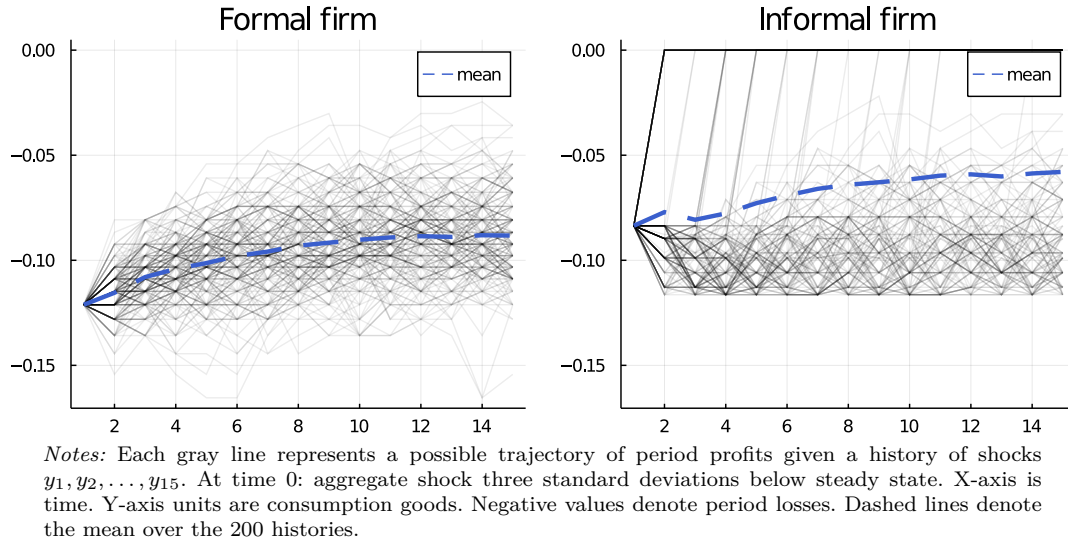 Formal firm
Informal firm
0.00
−0.05
−0.10
−0.15
mean
2 4 6 8 10 12 14
0.00
−0.05
−0.10
−0.15
mean
2 4 6 8 10 12 14
Notes: Each gray line represents a possible trajectory of period profits given a history of shocks
y₁, y₂, . . . , y₁₅. At time 0: aggregate shock three standard deviations below steady state. X-axis is
time. Y-axis units are consumption goods. Negative values denote period losses. Dashed lines denote
the mean over the 200 histories.